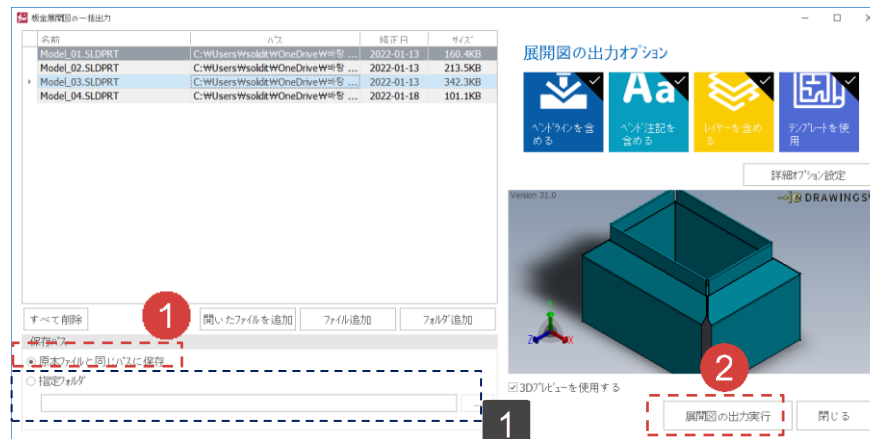 板金展開図の一括出力
名前 パス 修正日 サイズ
Model_01.SLDPRT C:₩Users₩soldit₩OneDrive₩바탕 ... 2022-01-13 160.4KB
Model_02.SLDPRT C:₩Users₩soldit₩OneDrive₩바탕 ... 2022-01-13 213.5KB
Model_03.SLDPRT C:₩Users₩soldit₩OneDrive₩바탕 ... 2022-01-13 342.3KB
Model_04.SLDPRT C:₩Users₩soldit₩OneDrive₩바탕 ... 2022-01-18 101.1KB
展開図の出力オプション
Aa
ベンドラインを含める
ベンド注記を含める
レイヤーを含める
テンプレートを使用
詳細オプション設定
Version 31.0
eDRAWINGS®
Y
Z
X
すべて削除 開いたファイルを追加 ファイル追加 フォルダ追加
1
保存パス
原本ファイルと同じパスに保存
指定フォルダ
...
1
3Dプレビューを使用する
2
展開図の出力実行 閉じる